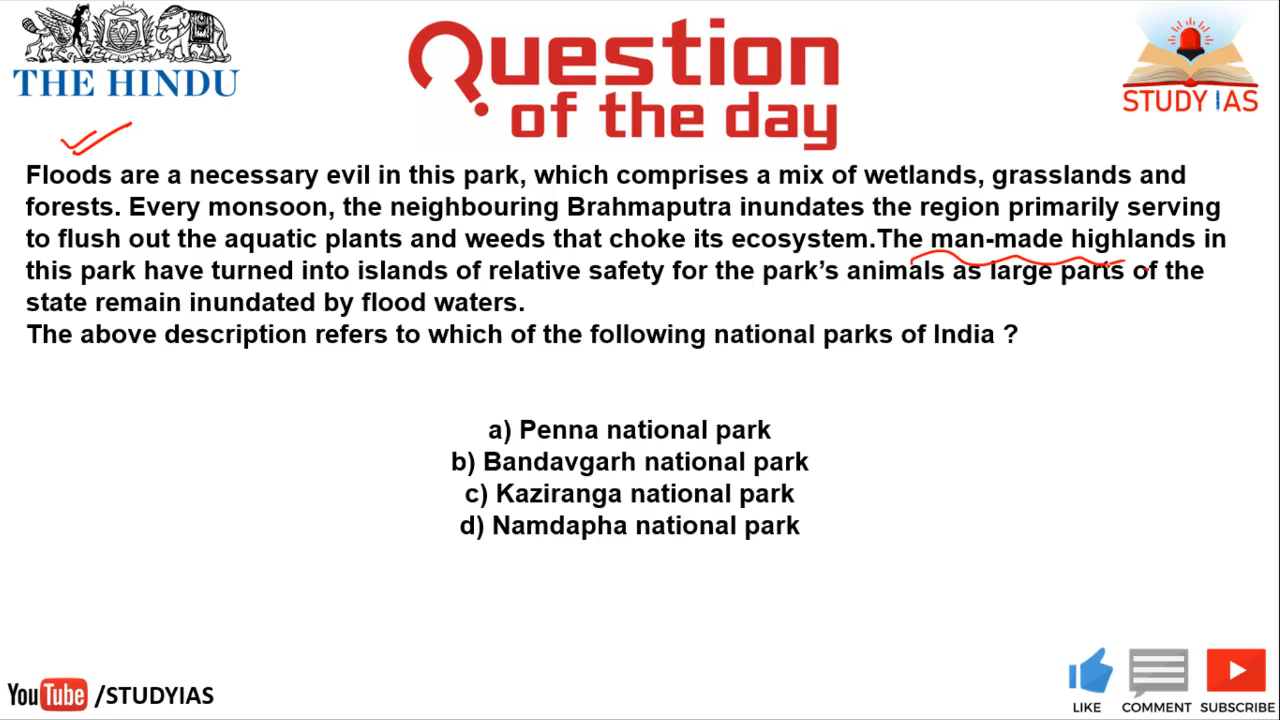 THE HINDU
Question
of the day
STUDY IAS
Floods are a necessary evil in this park, which comprises a mix of wetlands, grasslands and
forests. Every monsoon, the neighbouring Brahmaputra inundates the region primarily serving
to flush out the aquatic plants and weeds that choke its ecosystem.The man-made highlands in
this park have turned into islands of relative safety for the park's animals as large parts of the
state remain inundated by flood waters.
The above description refers to which of the following national parks of India ?
a) Penna national park
b) Bandavgarh national park
c) Kaziranga national park
d) Namdapha national park
YouTube /STUDYIAS
LIKE COMMENT SUBSCRIBE